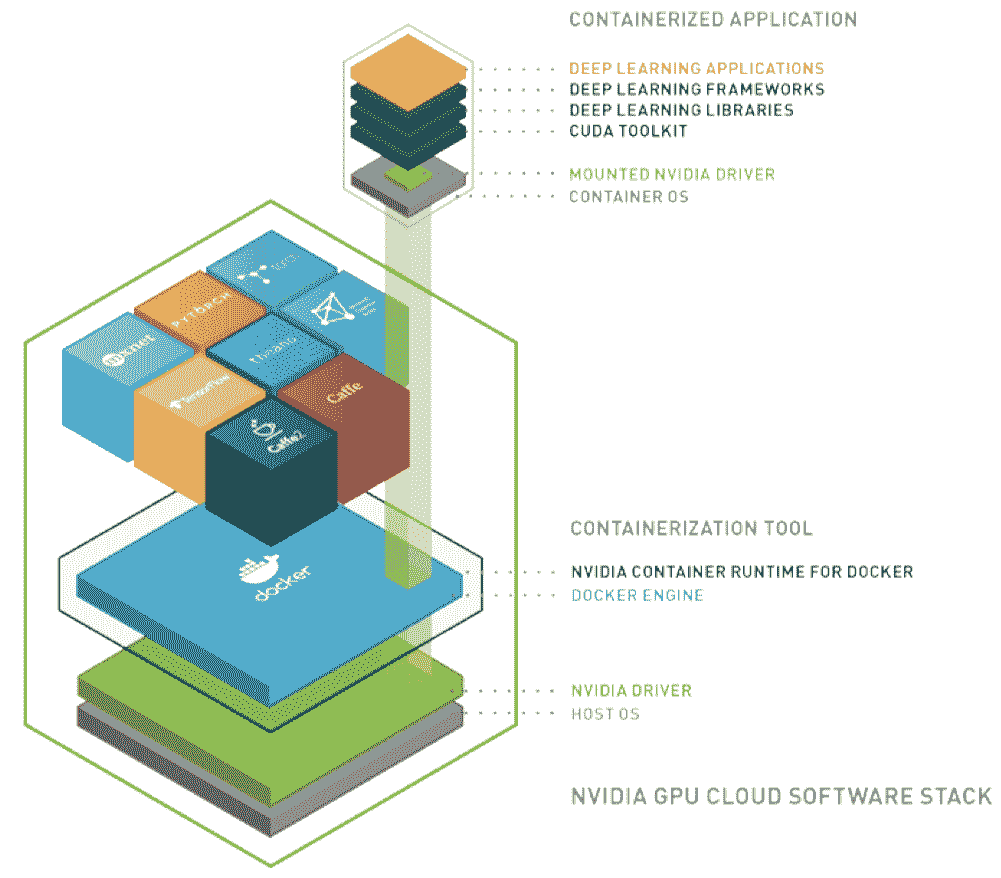 CONTAINERIZED APPLICATION
DEEP LEARNING APPLICATIONS
DEEP LEARNING FRAMEWORKS
DEEP LEARNING LIBRARIES
CUDA TOOLKIT
MOUNTED NVIDIA DRIVER
CONTAINER OS
torch
PYTORCH
mxnet
theano
TensorFlow
Caffe
Caffe2
docker
CONTAINERIZATION TOOL
NVIDIA CONTAINER RUNTIME FOR DOCKER
DOCKER ENGINE
NVIDIA DRIVER
HOST OS
NVIDIA GPU CLOUD SOFTWARE STACK